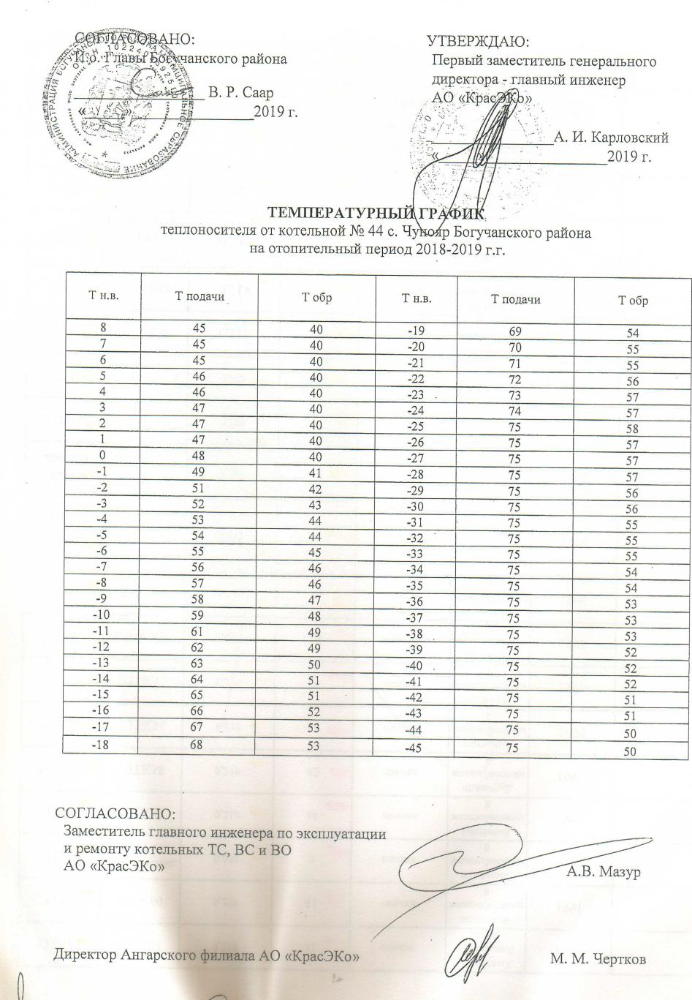 СОГЛАСОВАНО:
И.о. Главы Богучанского района
В. Р. Саар
« » 2019 г.
УТВЕРЖДАЮ:
Первый заместитель генерального
директора - главный инженер
АО «КрасЭКо»
А. И. Карловский
« » 2019 г.
ТЕМПЕРАТУРНЫЙ ГРАФИК
теплоносителя от котельной № 44 с. Чунояр Богучанского района
на отопительный период 2018-2019 г.г.
Т н.в. Т подачи Т обр Т н.в. Т подачи Т обр
8 45 40 -19 69 54
7 45 40 -20 70 55
6 45 40 -21 71 55
5 46 40 -22 72 56
4 46 40 -23 73 57
3 47 40 -24 74 57
2 47 40 -25 75 58
1 47 40 -26 75 57
0 48 40 -27 75 57
-1 49 41 -28 75 57
-2 51 42 -29 75 56
-3 52 43 -30 75 56
-4 53 44 -31 75 55
-5 54 44 -32 75 55
-6 55 45 -33 75 55
-7 56 46 -34 75 54
-8 57 46 -35 75 54
-9 58 47 -36 75 53
-10 59 48 -37 75 53
-11 61 49 -38 75 53
-12 62 49 -39 75 52
-13 63 50 -40 75 52
-14 64 51 -41 75 52
-15 65 51 -42 75 51
-16 66 52 -43 75 51
-17 67 53 -44 75 50
-18 68 53 -45 75 50
СОГЛАСОВАНО:
Заместитель главного инженера по эксплуатации
и ремонту котельных ТС, ВС и ВО
АО «КрасЭКо»
А.В. Мазур
Директор Ангарского филиала АО «КрасЭКо»
М. М. Чертков